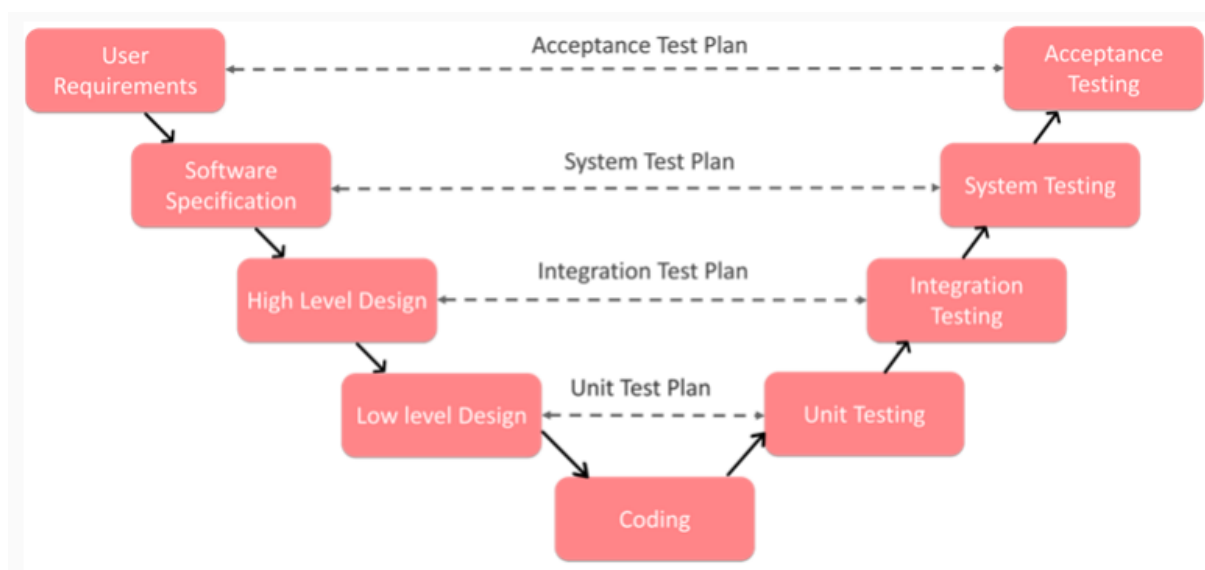 User
Requirements
Acceptance Test Plan
Acceptance
Testing
Software
Specification
System Test Plan
System Testing
High Level Design
Integration Test Plan
Integration
Testing
Low level Design
Unit Test Plan
Unit Testing
Coding